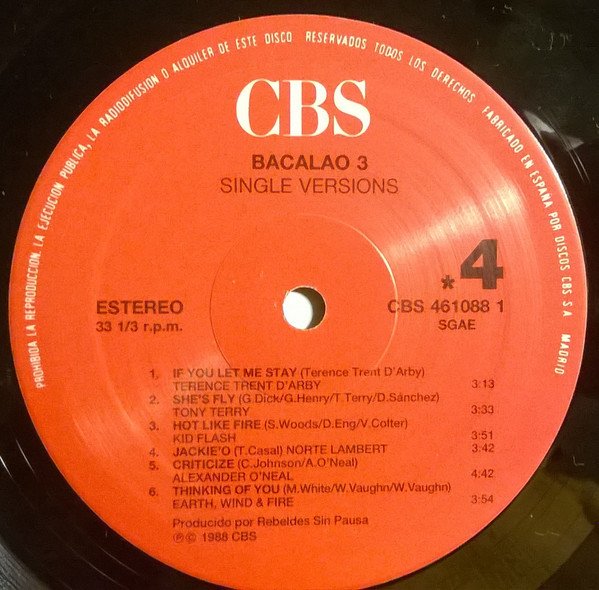 PROHIBIDA LA REPRODUCCION, LA EJECUCION PUBLICA, LA RADIODIFUSION O ALQUILER DE ESTE DISCO RESERVADOS TODOS LOS DERECHOS FABRICADO EN ESPAÑA POR DISCOS CBS S A MADRID
CBS
BACALAO 3
SINGLE VERSIONS
*4
ESTEREO
33 1/3 r.p.m.
CBS 461088 1
SGAE
1. IF YOU LET ME STAY (Terence Trent D'Arby)
TERENCE TRENT D'ARBY 3:13
2. SHE'S FLY (G.Dick/G.Henry/T.Terry/D.Sánchez)
TONY TERRY 3:33
3. HOT LIKE FIRE (S.Woods/D.Eng/V.Colter)
KID FLASH 3:51
4. JACKIE'O (T.Casal) NORTE LAMBERT 3:42
5. CRITICIZE (C.Johnson/A.O'Neal)
ALEXANDER O'NEAL 4:42
6. THINKING OF YOU (M.White/W.Vaughn/W.Vaughn)
EARTH, WIND & FIRE 3:54
Producido por Rebeldes Sin Pausa
℗© 1988 CBS